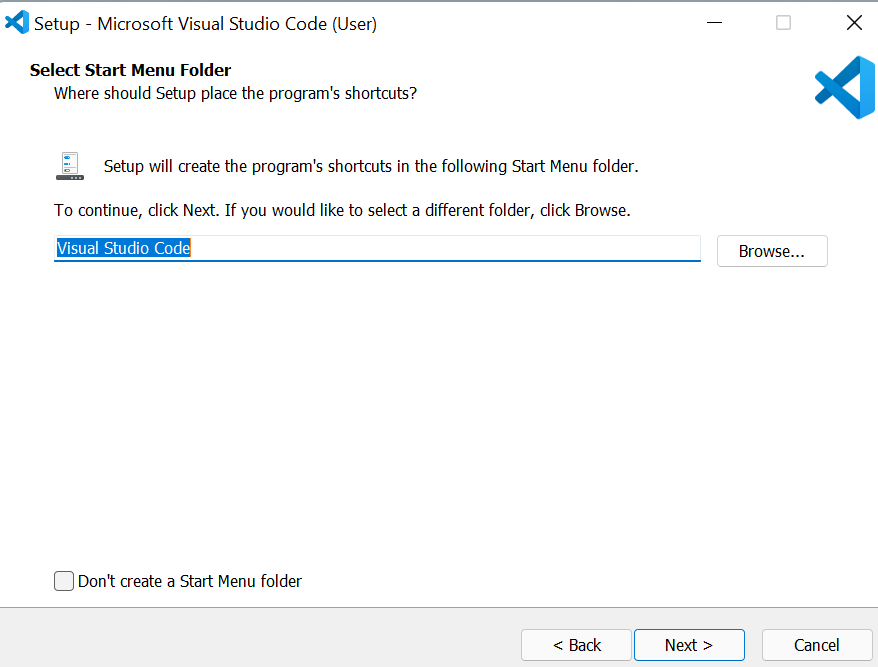 Setup - Microsoft Visual Studio Code (User)
Select Start Menu Folder
Where should Setup place the program's shortcuts?
Setup will create the program's shortcuts in the following Start Menu folder.
To continue, click Next. If you would like to select a different folder, click Browse.
Visual Studio Code
Browse...
Don't create a Start Menu folder
< Back
Next >
Cancel